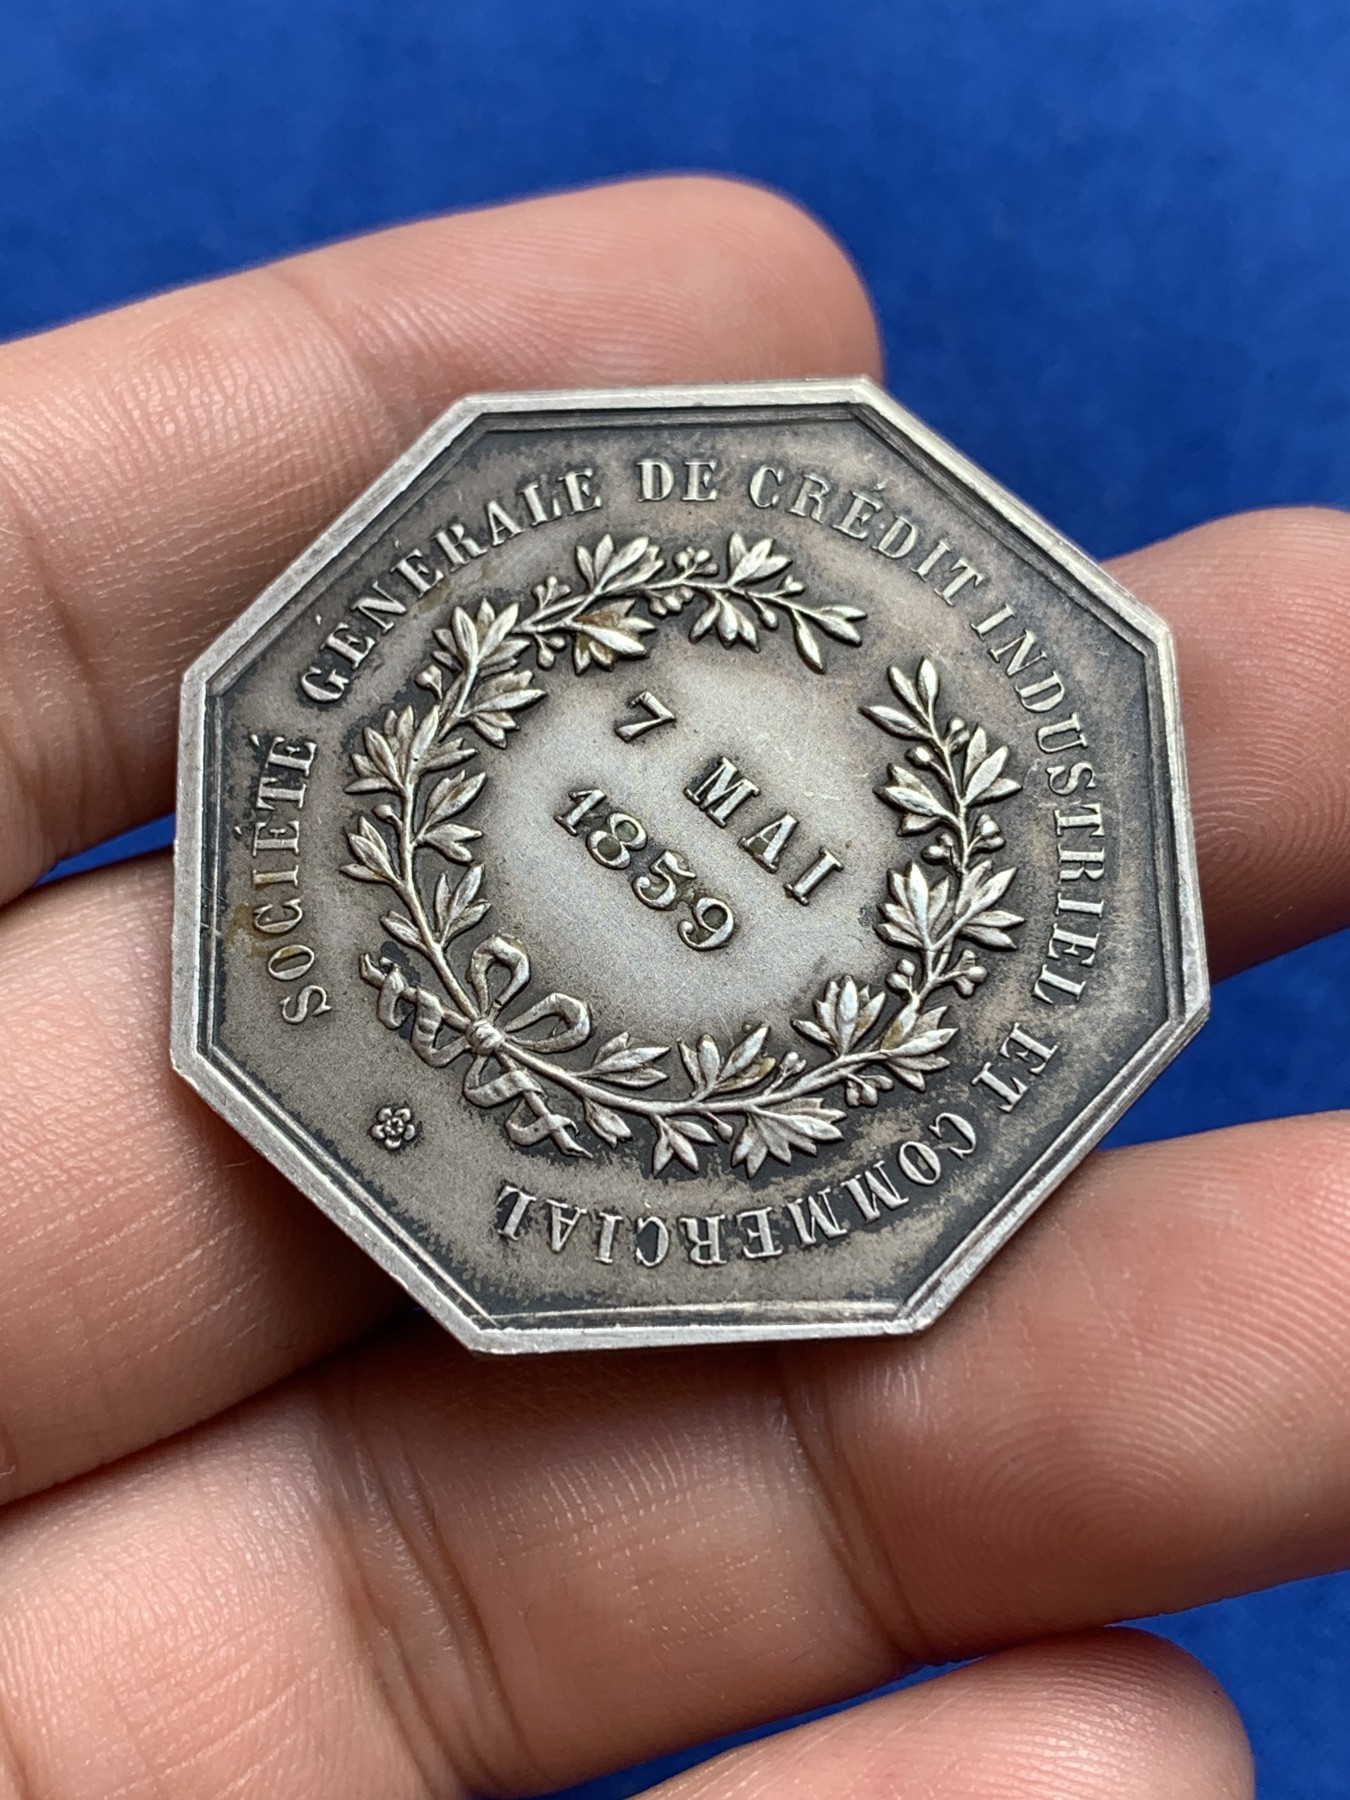 SOCIÉTÉ GÉNÉRALE DE CRÉDIT INDUSTRIEL ET COMMERCIAL
7 MAI
1859